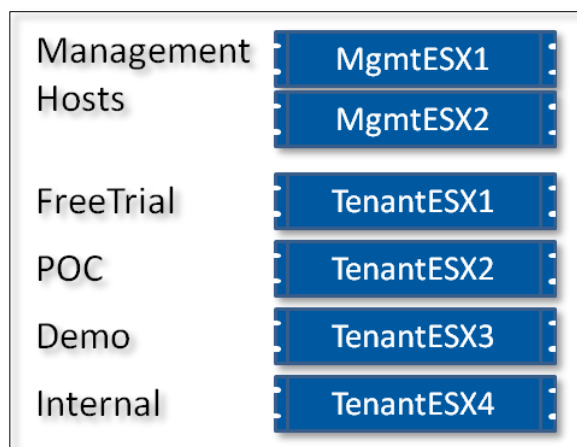 Management
Hosts
MgmtESX1
MgmtESX2
FreeTrial
TenantESX1
POC
TenantESX2
Demo
TenantESX3
Internal
TenantESX4